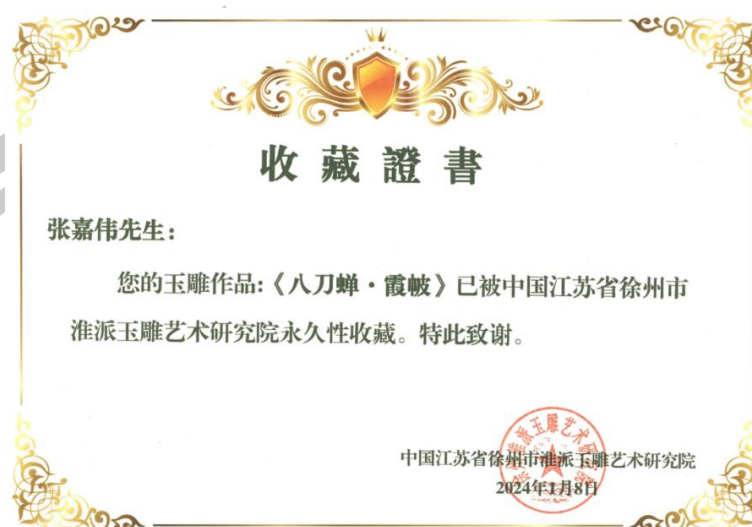 收藏證書
张嘉伟先生：
您的玉雕作品：《八刀蝉·霞帔》已被中国江苏省徐州市
淮派玉雕艺术研究院永久性收藏。特此致谢。
中国江苏省徐州市淮派玉雕艺术研究院
2024年1月8日